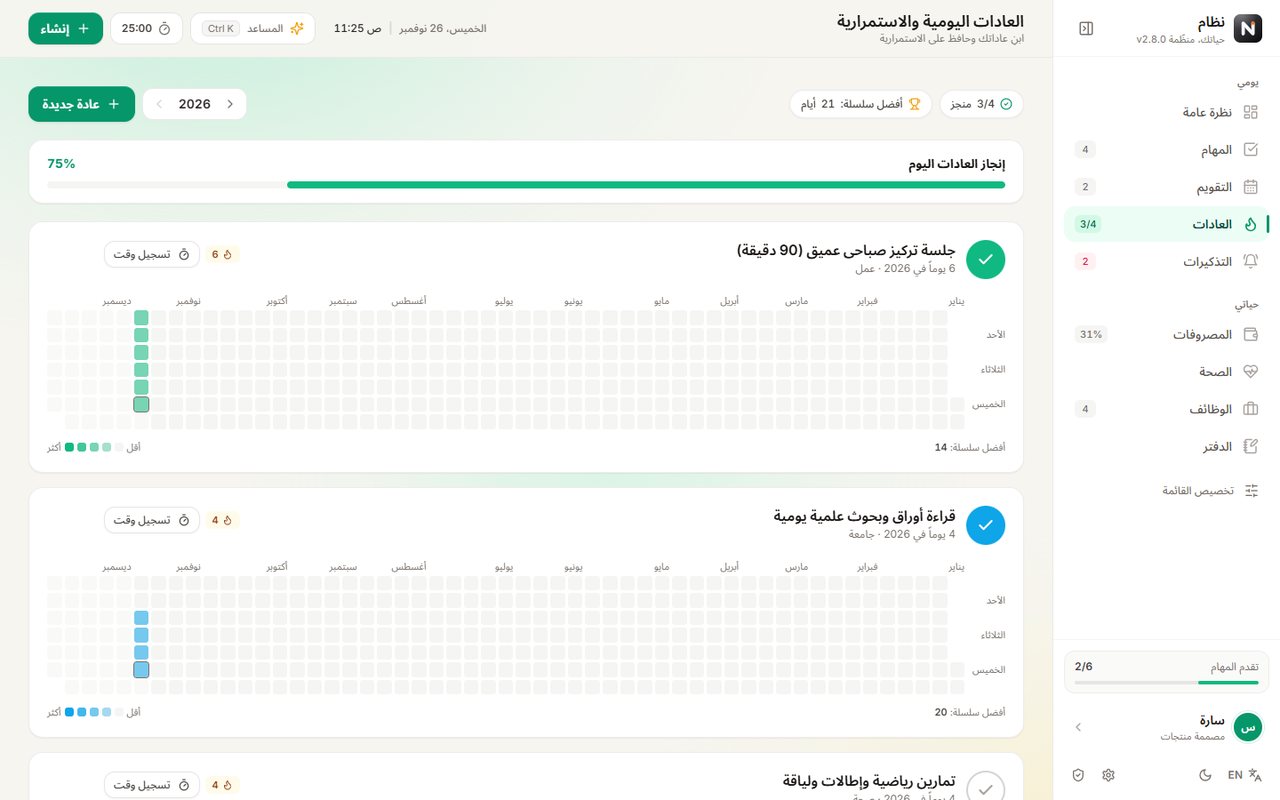 نظام
حياتك، منظّمة v2.8.0
يومي
نظرة عامة
المهام 4
التقويم 2
العادات 3/4
التذكيرات 2
حياتي
المصروفات 31%
الصحة
الوظائف 4
الدفتر
تخصيص القائمة
تقدم المهام 2/6
س
سارة
مصممة منتجات
EN
العادات اليومية والاستمرارية
ابنِ عاداتك وحافظ على الاستمرارية
الخميس، 26 نوفمبر | 11:25 ص
المساعد Ctrl K
25:00
إنشاء
3/4 منجز
أفضل سلسلة: 21 أيام
2026
عادة جديدة
إنجاز العادات اليوم 75%
جلسة تركيز صباحي عميق (90 دقيقة)
6 يوماً في 2026 · عمل
6
تسجيل وقت
يناير فبراير مارس أبريل مايو يونيو يوليو أغسطس سبتمبر أكتوبر نوفمبر ديسمبر
الأحد
الثلاثاء
الخميس
أفضل سلسلة: 14
أقل أكثر
قراءة أوراق وبحوث علمية يومية
4 يوماً في 2026 · جامعة
4
تسجيل وقت
يناير فبراير مارس أبريل مايو يونيو يوليو أغسطس سبتمبر أكتوبر نوفمبر ديسمبر
الأحد
الثلاثاء
الخميس
أفضل سلسلة: 20
أقل أكثر
تمارين رياضية وإطالات ولياقة
4 يوماً في 2026 · صحة
4
تسجيل وقت